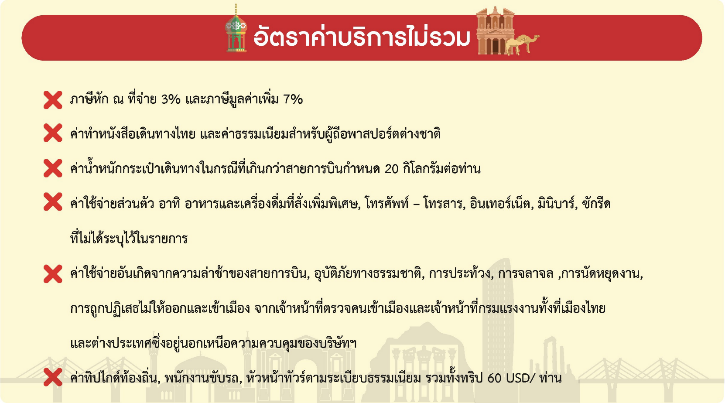 อัตราค่าบริการไม่รวม
ภาษีหัก ณ ที่จ่าย 3% และภาษีมูลค่าเพิ่ม 7%
ค่าทำหนังสือเดินทางไทย และค่าธรรมเนียมสำหรับผู้ถือพาสปอร์ตต่างชาติ
ค่าน้ำหนักกระเป๋าเดินทางในกรณีที่เกินกว่าสายการบินกำหนด 20 กิโลกรัมต่อท่าน
ค่าใช้จ่ายส่วนตัว อาทิ อาหารและเครื่องดื่มที่สั่งเพิ่มพิเศษ, โทรศัพท์ – โทรสาร, อินเทอร์เน็ต, มินิบาร์, ซักรีด
ที่ไม่ได้ระบุไว้ในรายการ
ค่าใช้จ่ายอันเกิดจากความล่าช้าของสายการบิน, อุบัติภัยทางธรรมชาติ, การประท้วง, การจลาจล ,การนัดหยุดงาน,
การถูกปฏิเสธไม่ให้ออกและเข้าเมือง จากเจ้าหน้าที่ตรวจคนเข้าเมืองและเจ้าหน้าที่กรมแรงงานทั้งที่เมืองไทย
และต่างประเทศซึ่งอยู่นอกเหนือความควบคุมของบริษัทฯ
ค่าทิปไกด์ท้องถิ่น, พนักงานขับรถ, หัวหน้าทัวร์ตามระเบียบธรรมเนียม รวมทั้งทริป 60 USD/ ท่าน